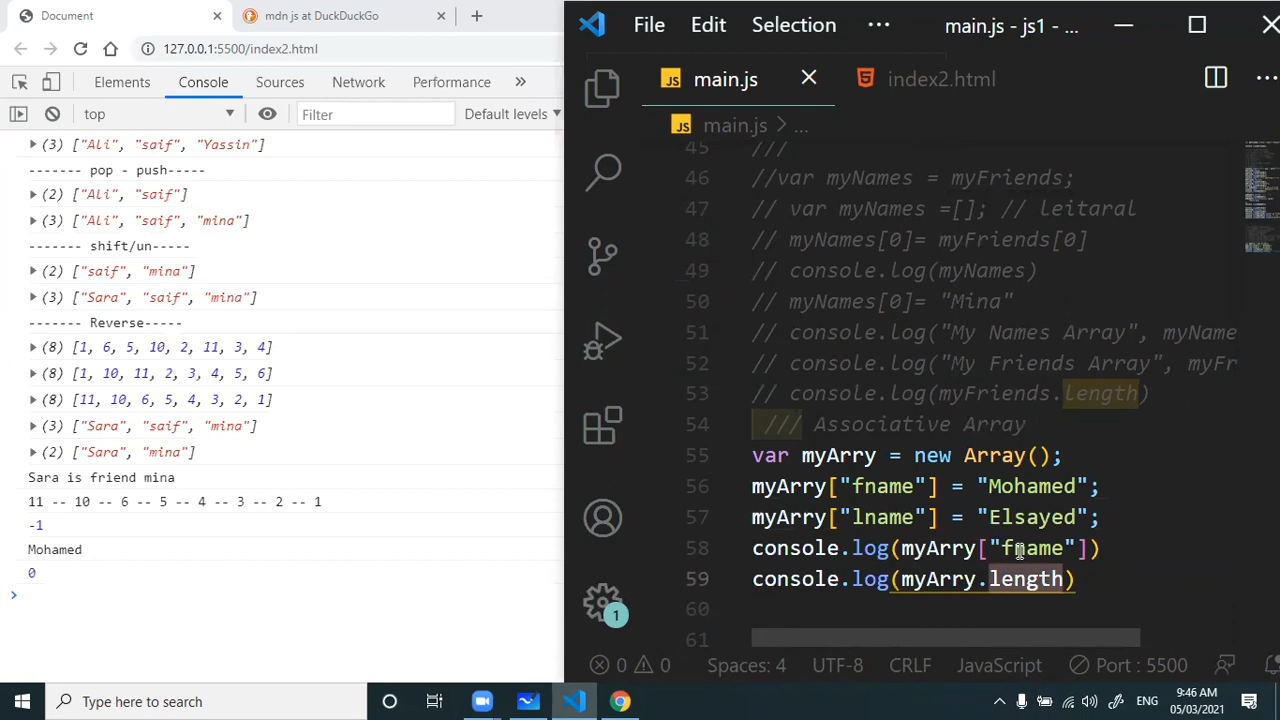 Document
mdn js at DuckDuckGo
127.0.0.1:5500/index2.html
Elements
Console
Sources
Network
Performance
»
top
Filter
Default levels
(3) ["Ali", "saif", "Yassin"]
------- pop - push-----
(2) ["Ali", "saif"]
(3) ["Ali", "saif", "mina"]
------- shift/un-----
(2) ["saif", "mina"]
(3) ["Sara", "saif", "mina"]
------- Reverse-----
(8) [1, 6, 5, 10, 2, 11, 3, 4]
(8) [1, 10, 11, 2, 3, 4, 5, 6]
(8) [11, 10, 6, 5, 4, 3, 2, 1]
(3) ["Sara", "saif", "mina"]
(2) ["Sara", "mina"]
Sara is friend mina
11 -- 10 -- 6 -- 5 -- 4 -- 3 -- 2 -- 1
-1
Mohamed
0
File
Edit
Selection
···
main.js - js1 - ...
JS main.js
index2.html
JS main.js > ...
45 ///
46 //var myNames = myFriends;
47 // var myNames =[]; // leitaral
48 // myNames[0]= myFriends[0]
49 // console.log(myNames)
50 // myNames[0]= "Mina"
51 // console.log("My Names Array", myName
52 // console.log("My Friends Array", myFr
53 // console.log(myFriends.length)
54 /// Associative Array
55 var myArry = new Array();
56 myArry["fname"] = "Mohamed";
57 myArry["lname"] = "Elsayed";
58 console.log(myArry["fname"])
59 console.log(myArry.length)
60
61
1
0
0
Spaces: 4
UTF-8
CRLF
JavaScript
Port : 5500
Type here to search
ENG
9:46 AM
05/03/2021